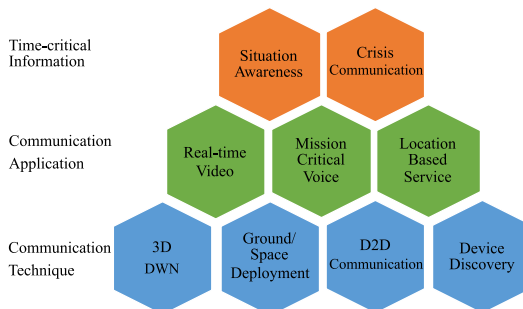 Time-critical
Information
Situation
Awareness
Crisis
Communication
Communication
Application
Real-time
Video
Mission
Critical
Voice
Location
Based
Service
Communication
Technique
3D
DWN
Ground/
Space
Deployment
D2D
Communication
Device
Discovery